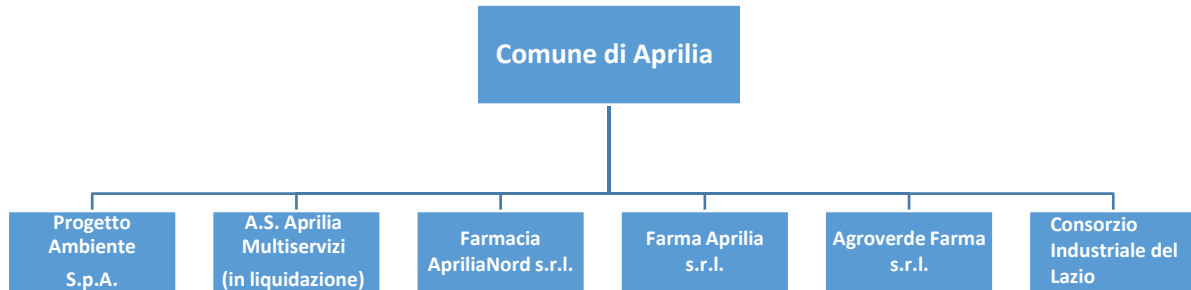 Comune di Aprilia
Progetto
Ambiente
S.p.A.
A.S. Aprilia
Multiservizi
(in liquidazione)
Farmacia
ApriliaNord s.r.l.
Farma Aprilia
s.r.l.
Agroverde Farma
s.r.l.
Consorzio
Industriale del
Lazio